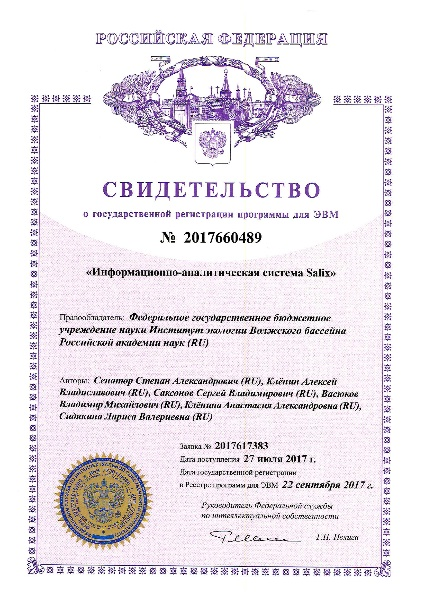 РОССИЙСКАЯ ФЕДЕРАЦИЯ
СВИДЕТЕЛЬСТВО
о государственной регистрации программы для ЭВМ
№ 2017660489
«Информационно-аналитическая система Salix»
Правообладатель: Федеральное государственное бюджетное
учреждение науки Институт экологии Волжского бассейна
Российской академии наук (RU)
Авторы: Сенатор Степан Александрович (RU), Клёнин Алексей
Владиславович (RU), Саксонов Сергей Владимирович (RU), Васюков
Владимир Михайлович (RU), Клёнина Анастасия Александровна (RU),
Сидякина Лариса Валериевна (RU)
Заявка № 2017617383
Дата поступления 27 июля 2017 г.
Дата государственной регистрации
в Реестре программ для ЭВМ 22 сентября 2017 г.
Руководитель Федеральной службы
по интеллектуальной собственности
Г.П. Ивлиев